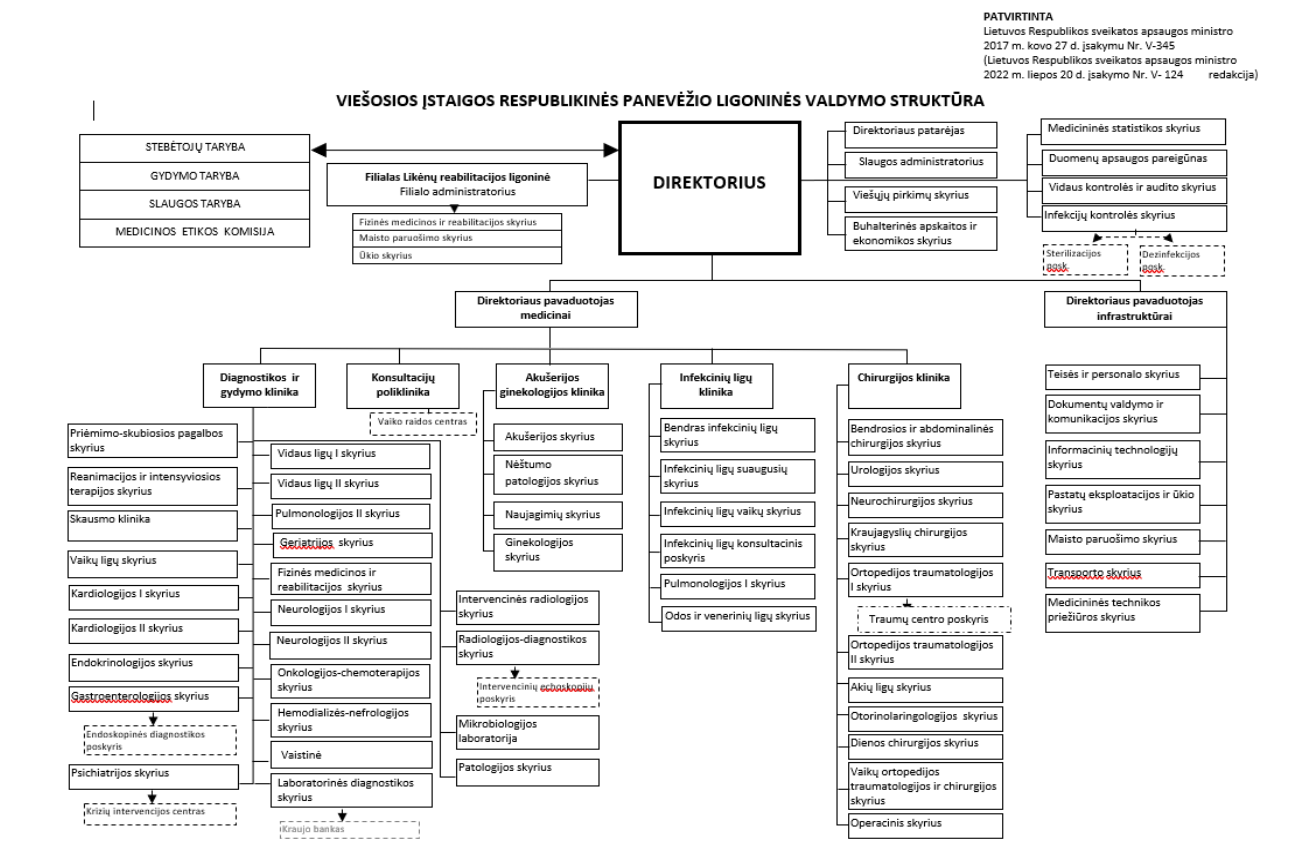 PATVIRTINTA
Lietuvos Respublikos sveikatos apsaugos ministro
2017 m. kovo 27 d. įsakymu Nr. V-345
(Lietuvos Respublikos sveikatos apsaugos ministro
2022 m. liepos 20 d. įsakymo Nr. V- 124 redakcija)
VIEŠOSIOS ĮSTAIGOS RESPUBLIKINĖS PANEVĖŽIO LIGONINĖS VALDYMO STRUKTŪRA
STEBĖTOJŲ TARYBA
GYDYMO TARYBA
SLAUGOS TARYBA
MEDICINOS ETIKOS KOMISIJA
Filialas Likėnų reabilitacijos ligoninė
Filialo administratorius
Fizinės medicinos ir reabilitacijos skyrius
Maisto paruošimo skyrius
Ūkio skyrius
DIREKTORIUS
Direktoriaus patarėjas
Slaugos administratorius
Viešųjų pirkimų skyrius
Buhalterinės apskaitos ir
ekonomikos skyrius
Medicininės statistikos skyrius
Duomenų apsaugos pareigūnas
Vidaus kontrolės ir audito skyrius
Infekcijų kontrolės skyrius
Sterilizacijos
posk.
Dezinfekcijos
posk.
Direktoriaus pavaduotojas
medicinai
Direktoriaus pavaduotojas
infrastruktūrai
Diagnostikos ir
gydymo klinika
Konsultacijų
poliklinika
Vaiko raidos centras
Akušerijos
ginekologijos klinika
Infekcinių ligų
klinika
Chirurgijos klinika
Priėmimo-skubiosios pagalbos
skyrius
Reanimacijos ir intensyviosios
terapijos skyrius
Skausmo klinika
Vaikų ligų skyrius
Kardiologijos I skyrius
Kardiologijos II skyrius
Endokrinologijos skyrius
Gastroenterologijos skyrius
Endoskopinės diagnostikos
poskyris
Psichiatrijos skyrius
Krizių intervencijos centras
Vidaus ligų I skyrius
Vidaus ligų II skyrius
Pulmonologijos II skyrius
Geriatrijos skyrius
Fizinės medicinos ir
reabilitacijos skyrius
Neurologijos I skyrius
Neurologijos II skyrius
Onkologijos-chemoterapijos
skyrius
Hemodializės-nefrologijos
skyrius
Vaistinė
Laboratorinės diagnostikos
skyrius
Kraujo bankas
Akušerijos skyrius
Nėštumo
patologijos skyrius
Naujagimių skyrius
Ginekologijos
skyrius
Intervencinės radiologijos
skyrius
Radiologijos-diagnostikos
skyrius
Intervencinių echoskopijų
poskyris
Mikrobiologijos
laboratorija
Patologijos skyrius
Bendras infekcinių ligų
skyrius
Infekcinių ligų suaugusių
skyrius
Infekcinių ligų vaikų skyrius
Infekcinių ligų konsultacinis
poskyris
Pulmonologijos I skyrius
Odos ir venerinių ligų skyrius
Bendrosios ir abdominalinės
chirurgijos skyrius
Urologijos skyrius
Neurochirurgijos skyrius
Kraujagyslių chirurgijos
skyrius
Ortopedijos traumatologijos
I skyrius
Traumų centro poskyris
Ortopedijos traumatologijos
II skyrius
Akių ligų skyrius
Otorinolaringologijos skyrius
Dienos chirurgijos skyrius
Vaikų ortopedijos
traumatologijos ir chirurgijos
skyrius
Operacinis skyrius
Teisės ir personalo skyrius
Dokumentų valdymo ir
komunikacijos skyrius
Informacinių technologijų
skyrius
Pastatų eksploatacijos ir ūkio
skyrius
Maisto paruošimo skyrius
Transporto skyrius
Medicininės technikos
priežiūros skyrius